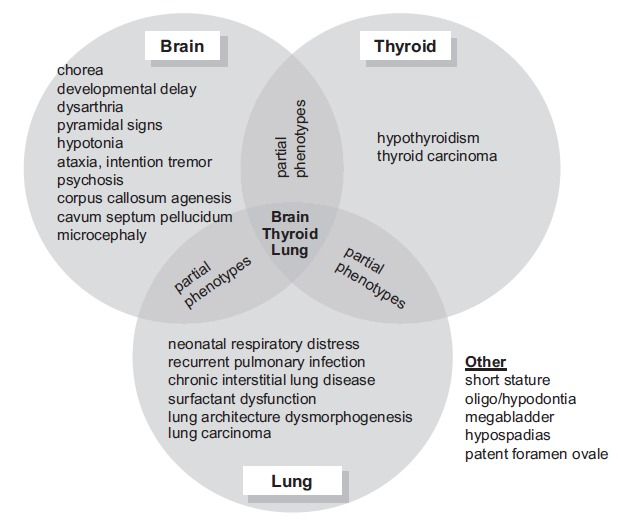 Brain
chorea
developmental delay
dysarthria
pyramidal signs
hypotonia
ataxia, intention tremor
psychosis
corpus callosum agenesis
cavum septum pellucidum
microcephaly
partial
phenotypes
Thyroid
hypothyroidism
thyroid carcinoma
Brain
Thyroid
Lung
partial
phenotypes
partial
phenotypes
neonatal respiratory distress
recurrent pulmonary infection
chronic interstitial lung disease
surfactant dysfunction
lung architecture dysmorphogenesis
lung carcinoma
Lung
Other
short stature
oligo/hypodontia
megabladder
hypospadias
patent foramen ovale